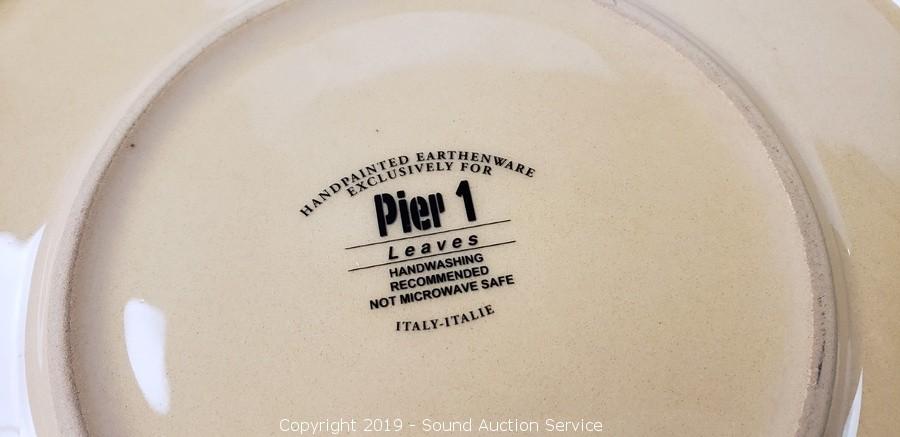 HANDPAINTED EARTHENWARE
EXCLUSIVELY FOR
Pier 1
Leaves
HANDWASHING
RECOMMENDED
NOT MICROWAVE SAFE
ITALY-ITALIE
Copyright 2019 - Sound Auction Service